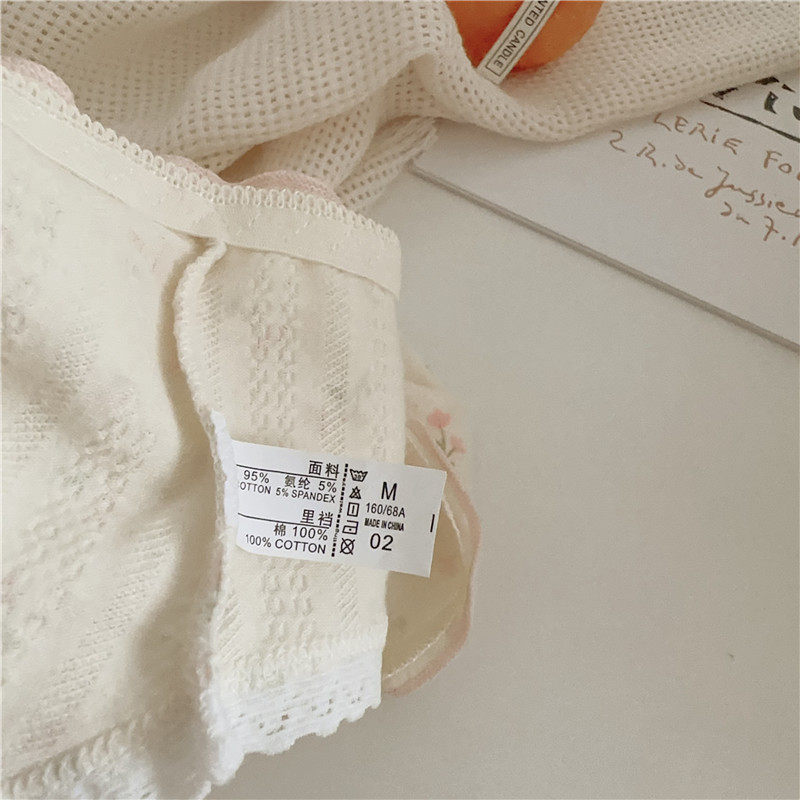 NTED CANDLE
LERIE FO
2 R. de Jussieu
面料
95% 氨纶 5%
OTTON 5% SPANDEX
里裆
棉 100%
100% COTTON
M
160/68A
MADE IN CHINA
02